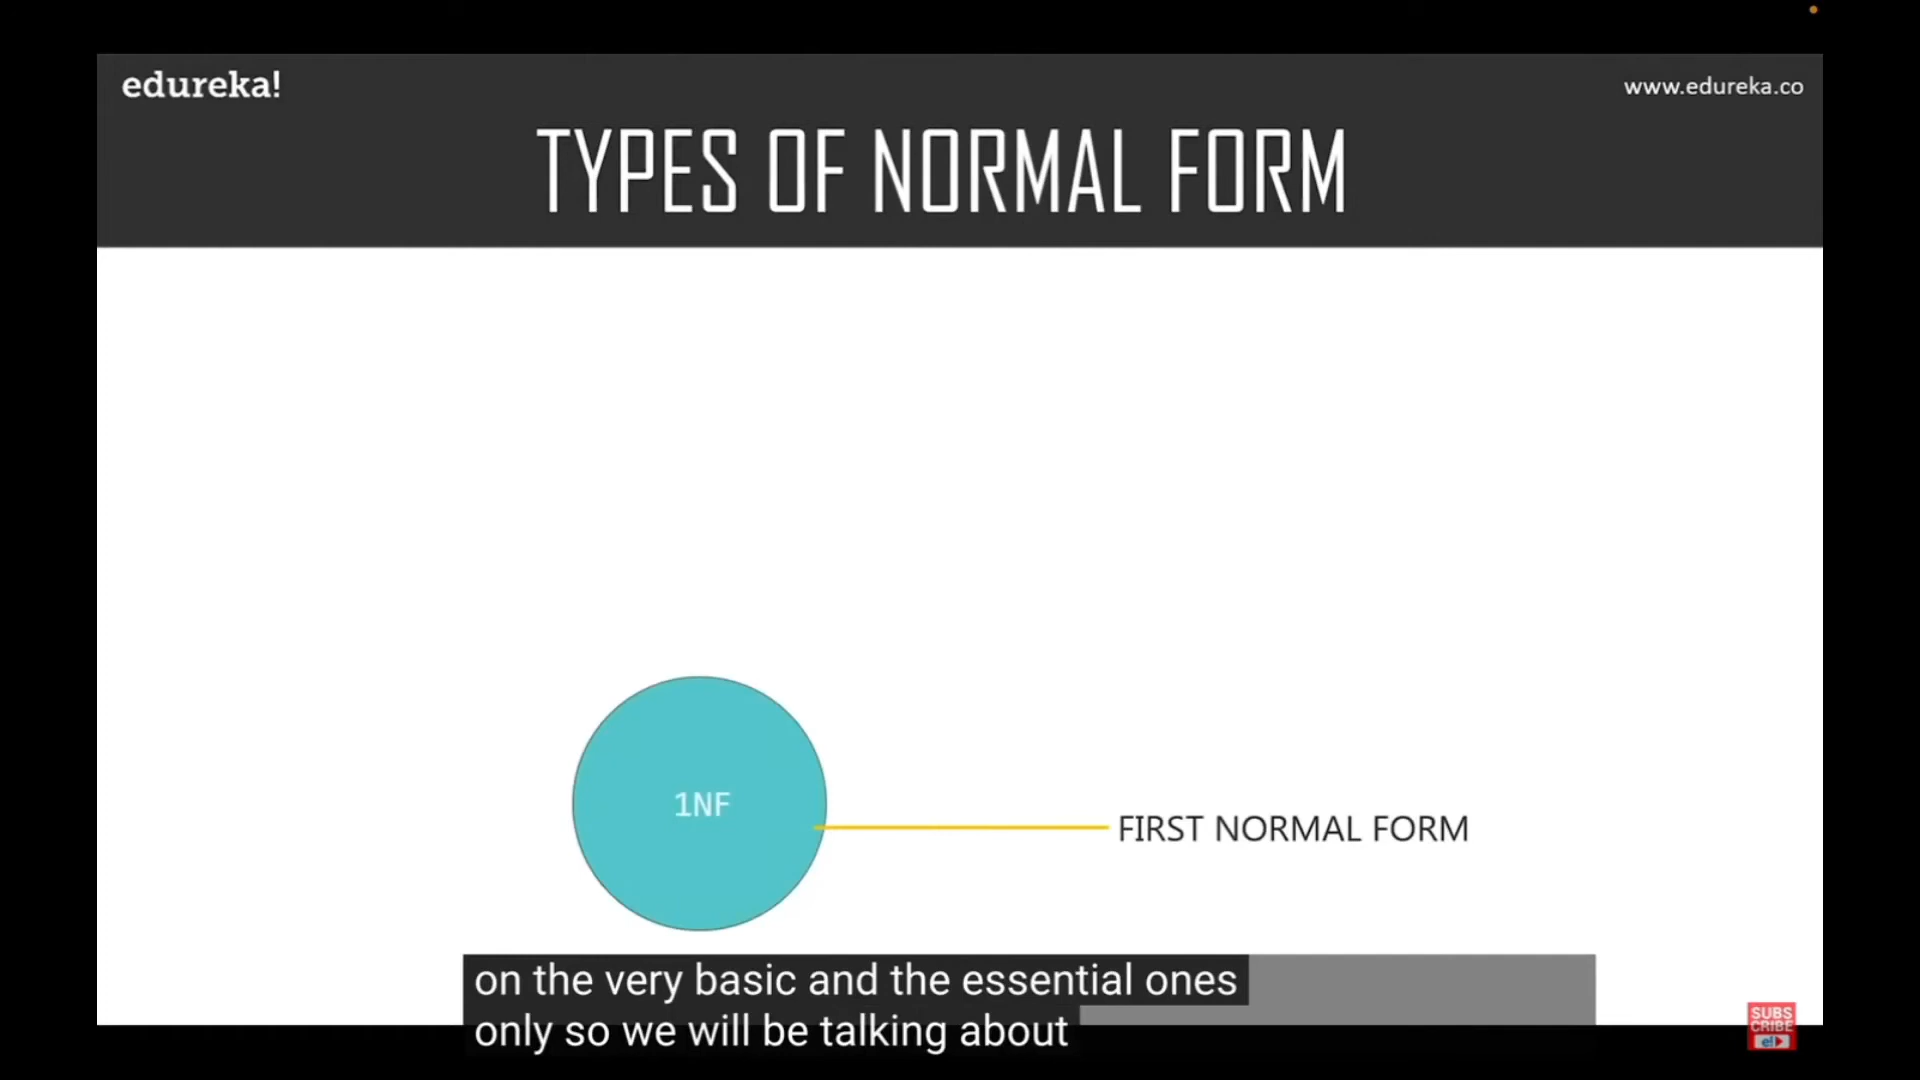 edureka!
www.edureka.co
TYPES OF NORMAL FORM
1NF
FIRST NORMAL FORM
on the very basic and the essential ones
only so we will be talking about
SUBS
CRIBE
e!